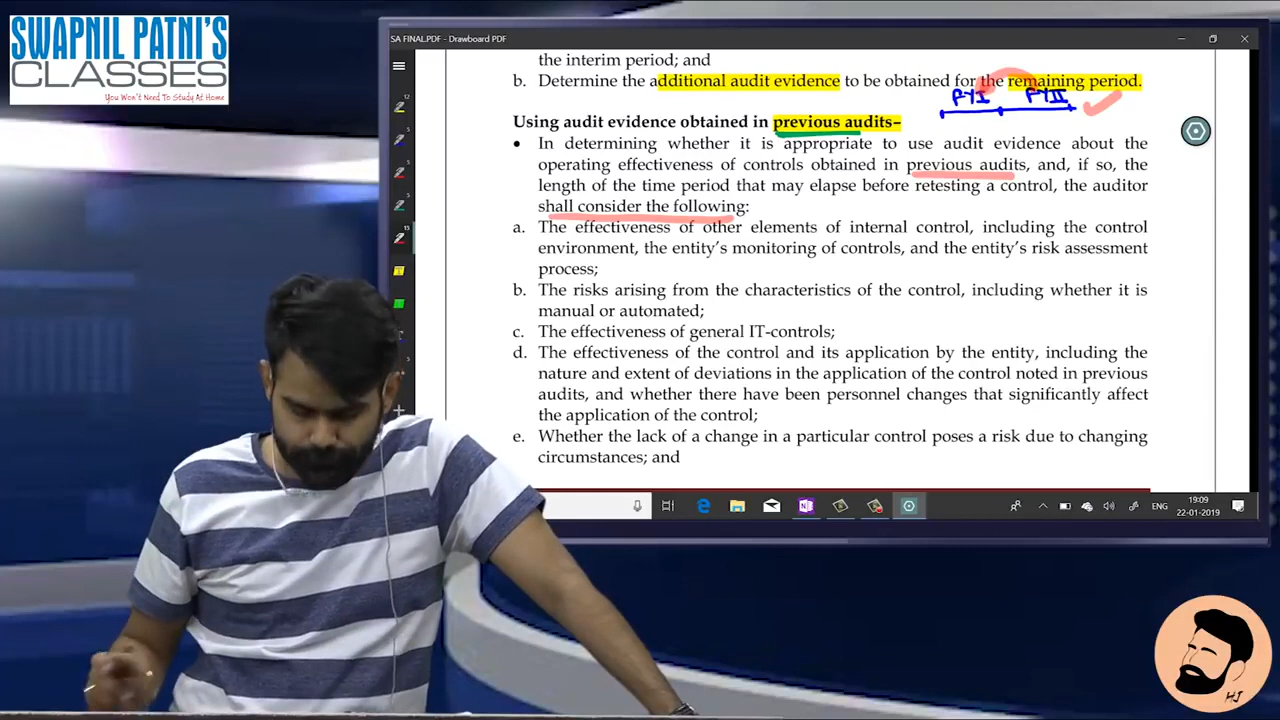 SWAPNIL PATNI'S
CLASSES
You Won't Need To Study At Home
SA FINAL.PDF - Drawboard PDF
the interim period; and
b. Determine the additional audit evidence to be obtained for the remaining period.
FYI FYII
Using audit evidence obtained in previous audits–
• In determining whether it is appropriate to use audit evidence about the
operating effectiveness of controls obtained in previous audits, and, if so, the
length of the time period that may elapse before retesting a control, the auditor
shall consider the following:
a. The effectiveness of other elements of internal control, including the control
environment, the entity's monitoring of controls, and the entity's risk assessment
process;
b. The risks arising from the characteristics of the control, including whether it is
manual or automated;
c. The effectiveness of general IT-controls;
d. The effectiveness of the control and its application by the entity, including the
nature and extent of deviations in the application of the control noted in previous
audits, and whether there have been personnel changes that significantly affect
the application of the control;
e. Whether the lack of a change in a particular control poses a risk due to changing
circumstances; and
ENG
19:09
22-01-2019
HJ